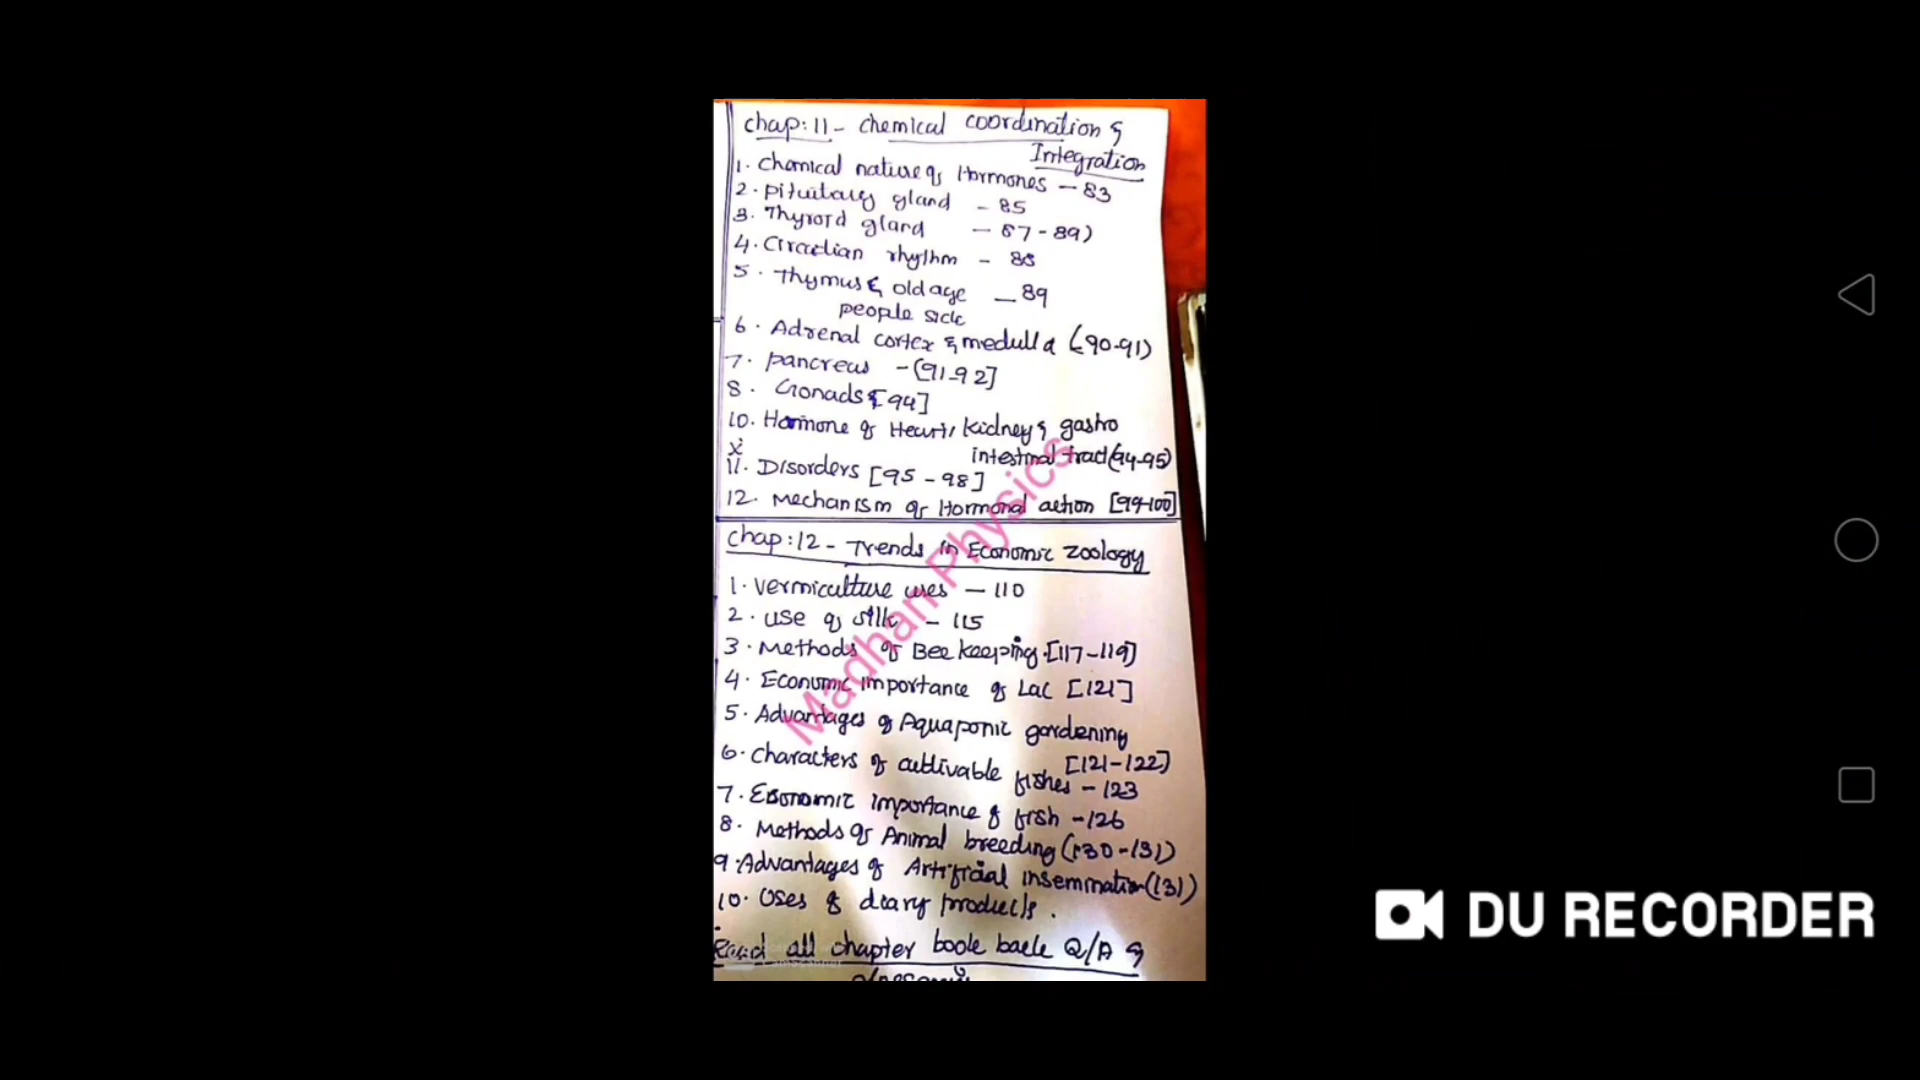 chap:11 - chemical coordination &
Integration
1. Chemical nature of Hormones - 83
2. Pituitary gland - 85
3. Thyroid gland - 87-89)
4. Circadian rhythm - 88
5. Thymus & old age - 89
people sick
6. Adrenal cortex & medulla (90-91)
7. pancreas - [91-92]
8. Gonads [94]
10. Hormone of Heart, Kidney & gastro
intestinal tract (94-95)
11. Disorders [95-98]
12. Mechanism of Hormonal action [99-100]
chap:12 - Trends in Economic Zoology
1. Vermiculture uses - 110
2. use of silk - 115
3. Methods of Bee keeping. [117-119]
4. Economic importance of Lac [121]
5. Advantages of Aquaponic gardening
[121-122]
6. Characters of cultivable fishes - 123
7. Economic importance of fish - 126
8. Methods of Animal breeding (130-131)
9. Advantages of Artificial insemination (131)
10. Uses of diary products.
Read all chapter book back Q/A &
Madhan Physics
DU RECORDER